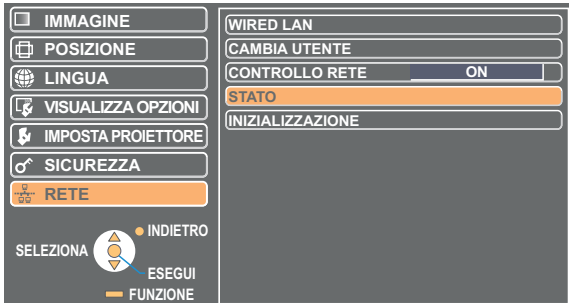 IMMAGINE
POSIZIONE
LINGUA
VISUALIZZA OPZIONI
IMPOSTA PROIETTORE
SICUREZZA
RETE
INDIETRO
SELEZIONA
ESEGUI
FUNZIONE
WIRED LAN
CAMBIA UTENTE
CONTROLLO RETE ON
STATO
INIZIALIZZAZIONE